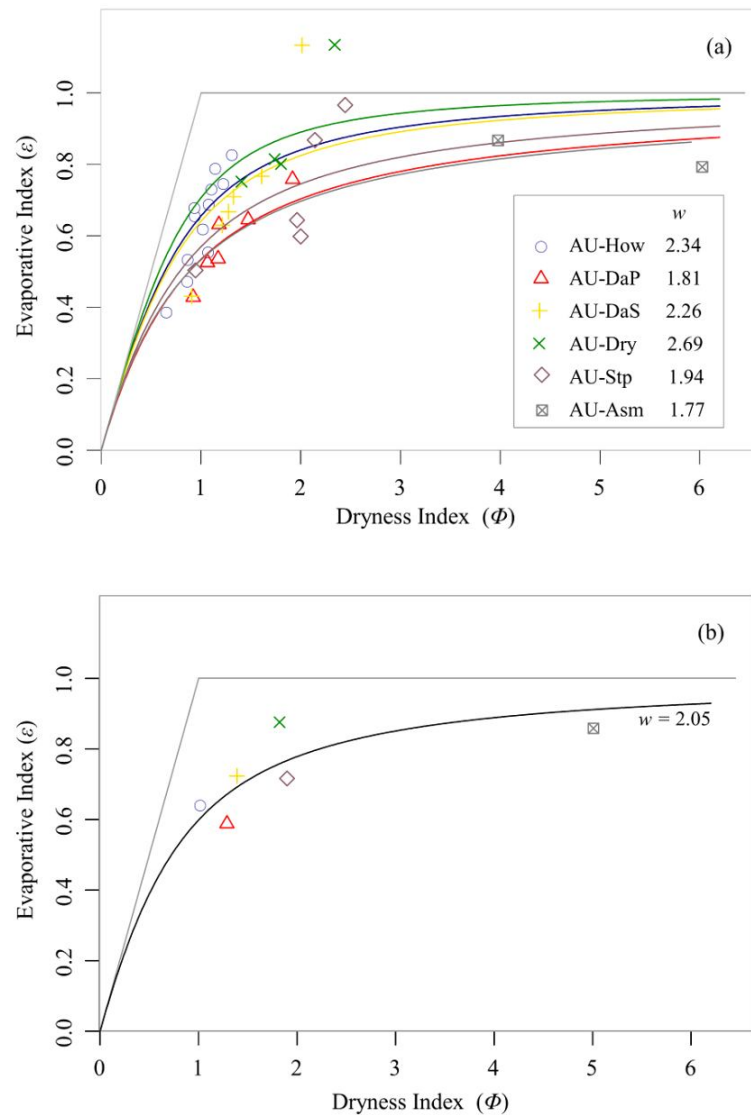 (a)
Evaporative Index (ε)
1.0
0.8
0.6
0.4
0.2
0.0
w
AU-How 2.34
AU-DaP 1.81
AU-DaS 2.26
AU-Dry 2.69
AU-Stp 1.94
AU-Asm 1.77
0 1 2 3 4 5 6
Dryness Index (Φ)
(b)
Evaporative Index (ε)
1.0
0.8
0.6
0.4
0.2
0.0
w = 2.05
0 1 2 3 4 5 6
Dryness Index (Φ)